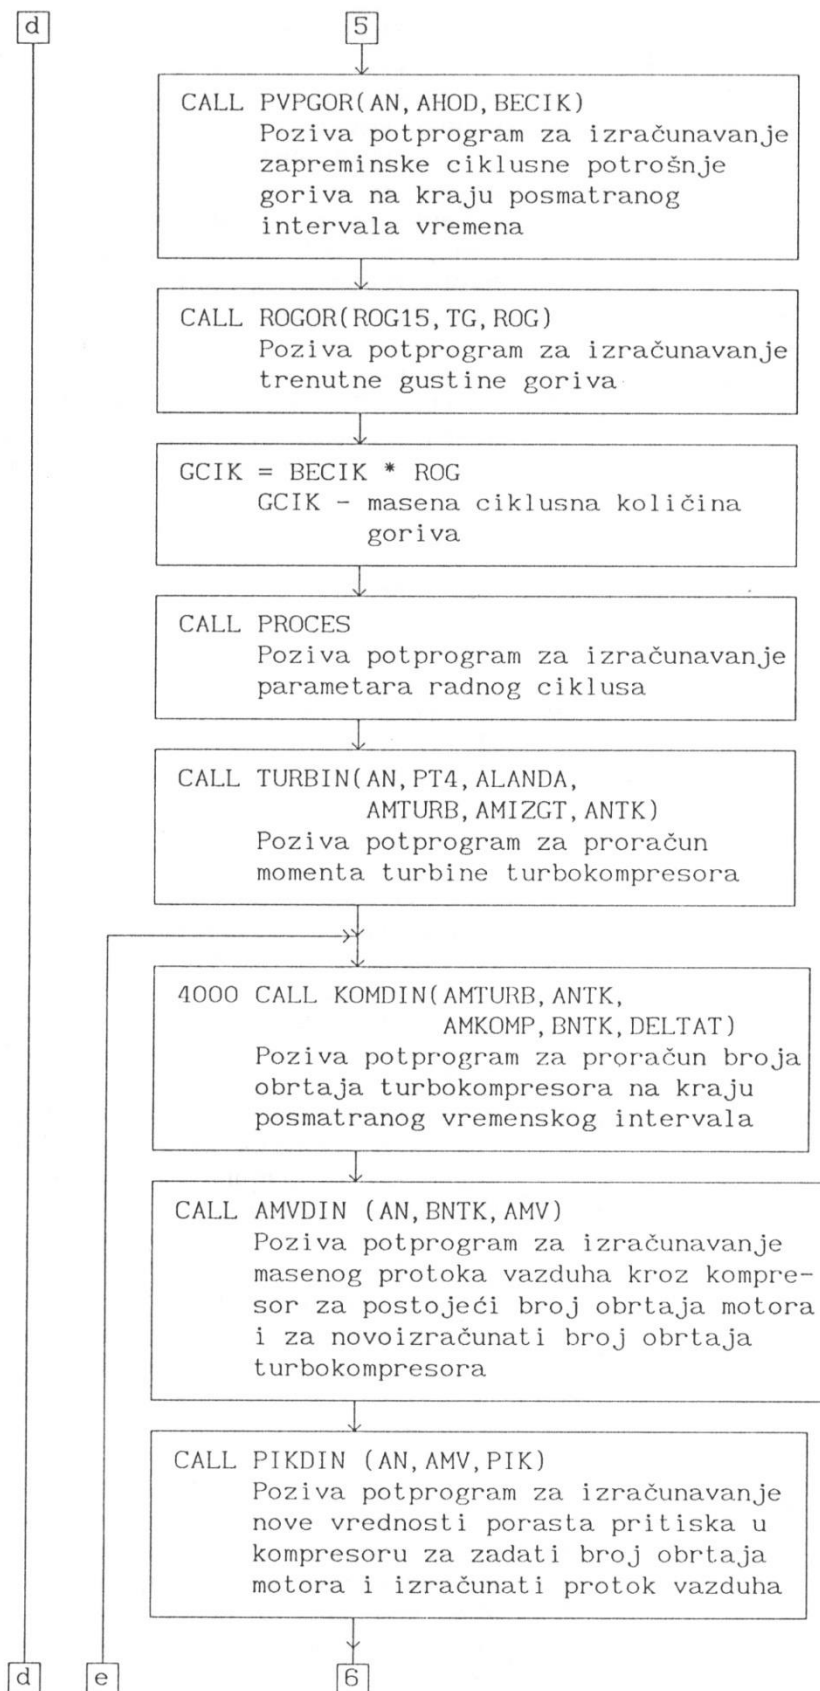 d 5
CALL PVPGOR(AN,AHOD,BECIK)
Poziva potprogram za izračunavanje
zapreminske ciklusne potrošnje
goriva na kraju posmatranog
intervala vremena
CALL ROGOR(ROG15,TG,ROG)
Poziva potprogram za izračunavanje
trenutne gustine goriva
GCIK = BECIK * ROG
GCIK - masena ciklusna količina
goriva
CALL PROCES
Poziva potprogram za izračunavanje
parametara radnog ciklusa
CALL TURBIN(AN,PT4,ALANDA,
AMTURB,AMIZGT,ANTK)
Poziva potprogram za proračun
momenta turbine turbokompresora
4000 CALL KOMDIN(AMTURB,ANTK,
AMKOMP,BNTK,DELTAT)
Poziva potprogram za proračun broja
obrtaja turbokompresora na kraju
posmatranog vremenskog intervala
CALL AMVDIN (AN,BNTK,AMV)
Poziva potprogram za izračunavanje
masenog protoka vazduha kroz kompre-
sor za postojeći broj obrtaja motora
i za novoizračunati broj obrtaja
turbokompresora
CALL PIKDIN (AN,AMV,PIK)
Poziva potprogram za izračunavanje
nove vrednosti porasta pritiska u
kompresoru za zadati broj obrtaja
motora i izračunati protok vazduha
d e 6